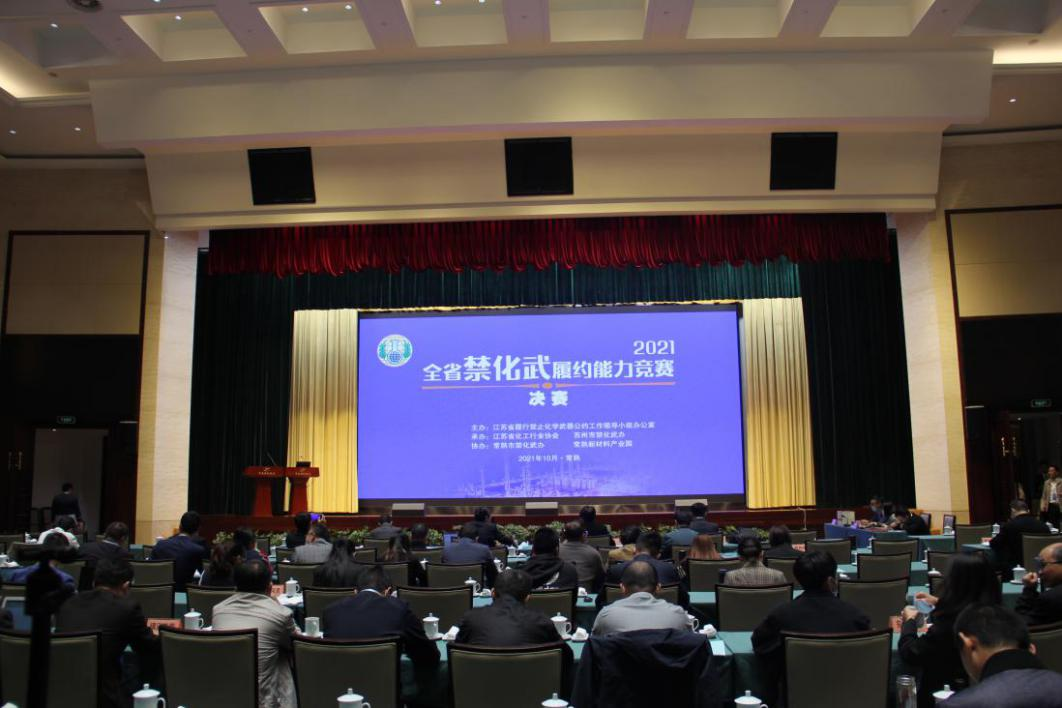 2021
全省禁化武履约能力竞赛
决赛
主办：江苏省履行禁止化学武器公约工作领导小组办公室
承办：江苏省化工行业协会 苏州市禁化武办
协办：常熟市禁化武办 常熟新材料产业园
2021年10月·常熟